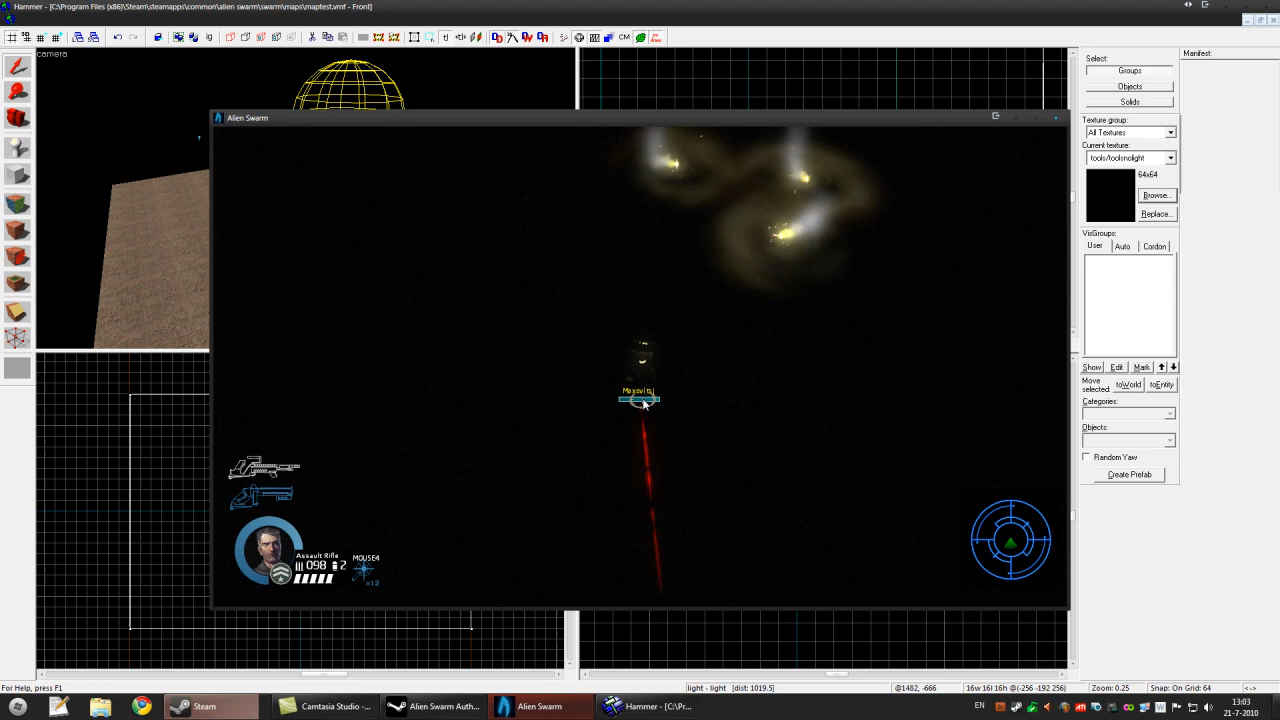 Hammer - [C:\Program Files (x86)\Steam\steamapps\common\alien swarm\swarm\maps\maptest.vmf - Front]
CM
camera
Alien Swarm
Select:
Groups
Objects
Solids
Texture group:
All Textures
Current texture:
tools/toolsnolight
64x64
Browse...
Replace...
VisGroups:
User Auto Cordon
Show Edit Mark
Move selected:
toWorld toEntity
Categories:
Objects:
Random Yaw
Create Prefab
Manifest:
Assault Rifle
098 2
MOUSE4
x12
For Help, press F1
light - light [dist: 1019.5]
@1482, -666
16w 16l 16h @(-256 -192 256)
Zoom: 0.25
Snap: On Grid: 64
<->
Steam
Camtasia Studio -...
Alien Swarm Auth...
Alien Swarm
Hammer - [C:\Pr...
EN
13:03
21-7-2010